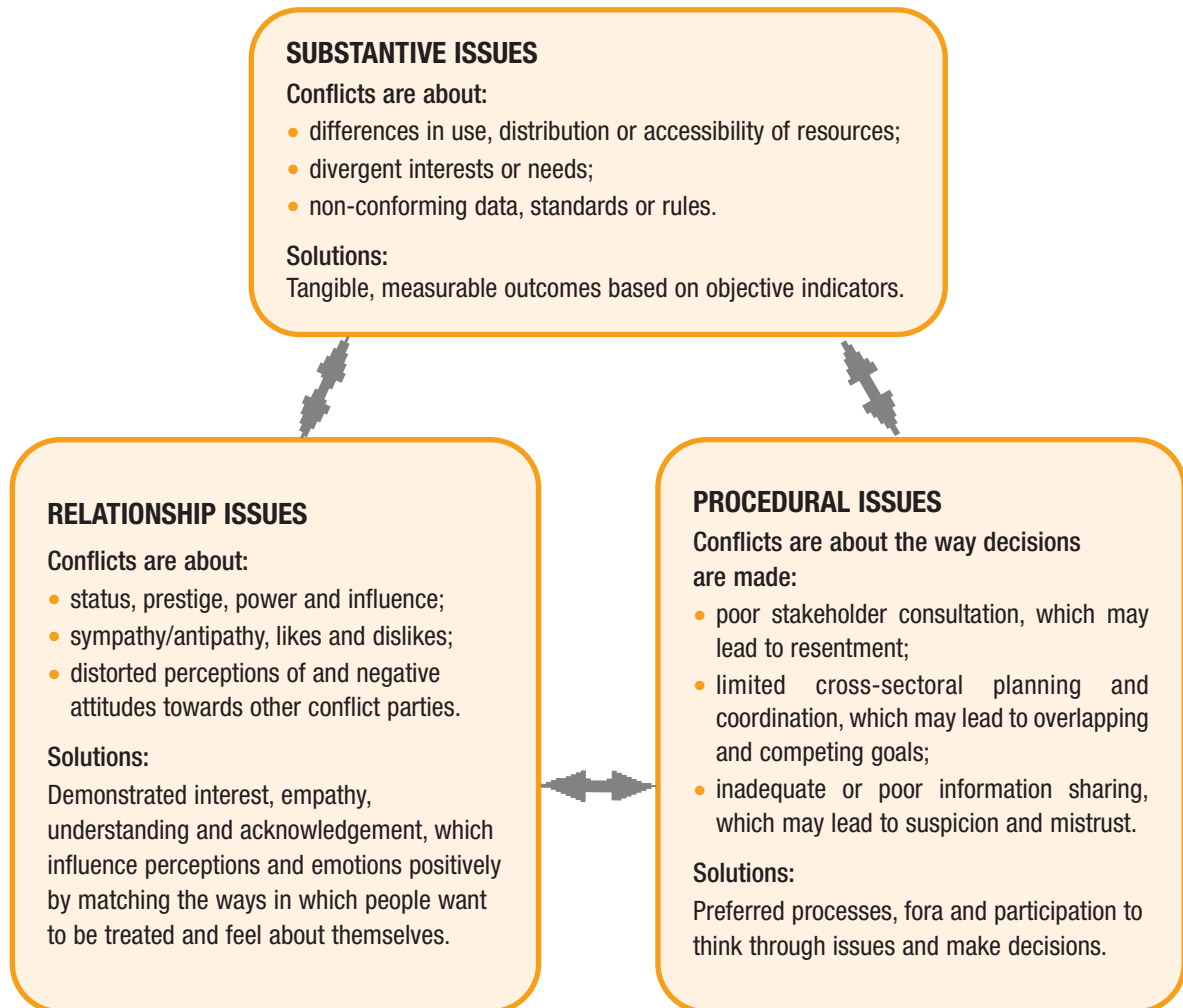 SUBSTANTIVE ISSUES
Conflicts are about:
• differences in use, distribution or accessibility of resources;
• divergent interests or needs;
• non-conforming data, standards or rules.
Solutions:
Tangible, measurable outcomes based on objective indicators.
RELATIONSHIP ISSUES
Conflicts are about:
• status, prestige, power and influence;
• sympathy/antipathy, likes and dislikes;
• distorted perceptions of and negative
attitudes towards other conflict parties.
Solutions:
Demonstrated interest, empathy,
understanding and acknowledgement, which
influence perceptions and emotions positively
by matching the ways in which people want
to be treated and feel about themselves.
PROCEDURAL ISSUES
Conflicts are about the way decisions
are made:
• poor stakeholder consultation, which may
lead to resentment;
• limited cross-sectoral planning and
coordination, which may lead to overlapping
and competing goals;
• inadequate or poor information sharing,
which may lead to suspicion and mistrust.
Solutions:
Preferred processes, fora and participation to
think through issues and make decisions.